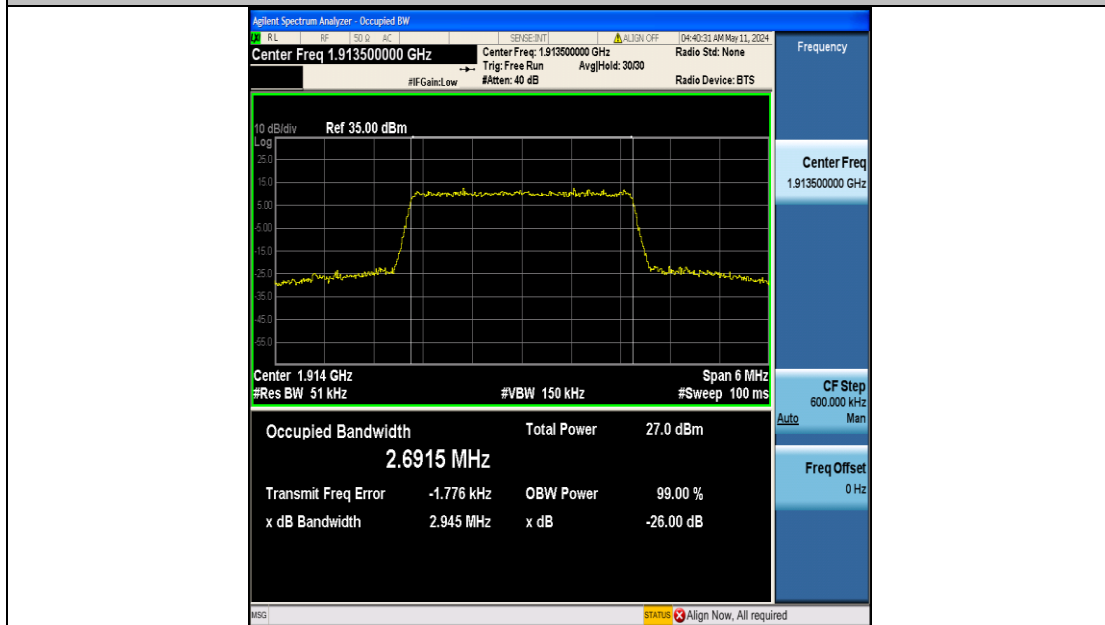 Agilent Spectrum Analyzer - Occupied BW
LXI RL RF 50 Ω AC SENSE:INT ALIGN OFF 04:40:31 AM May 11, 2024
Center Freq 1.913500000 GHz
Center Freq: 1.913500000 GHz Radio Std: None
Trig: Free Run Avg|Hold: 30/30
#IFGain:Low #Atten: 40 dB Radio Device: BTS
10 dB/div Ref 35.00 dBm
Log
25.0
15.0
5.00
-5.00
-15.0
-25.0
-35.0
-45.0
-55.0
Center 1.914 GHz Span 6 MHz
#Res BW 51 kHz #VBW 150 kHz #Sweep 100 ms
Occupied Bandwidth Total Power 27.0 dBm
2.6915 MHz
Transmit Freq Error -1.776 kHz OBW Power 99.00 %
x dB Bandwidth 2.945 MHz x dB -26.00 dB
Frequency
Center Freq
1.913500000 GHz
CF Step
600.000 kHz
Auto Man
Freq Offset
0 Hz
MSG STATUS Align Now, All required